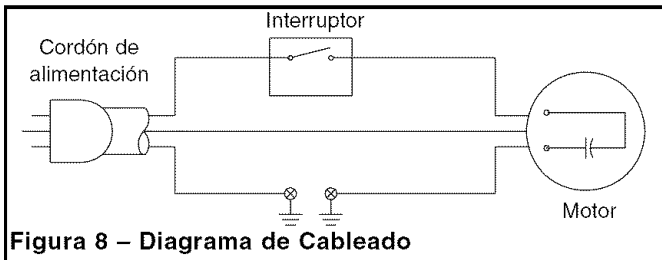 Interruptor
Cordón de
alimentación
Motor
Figura 8 – Diagrama de Cableado